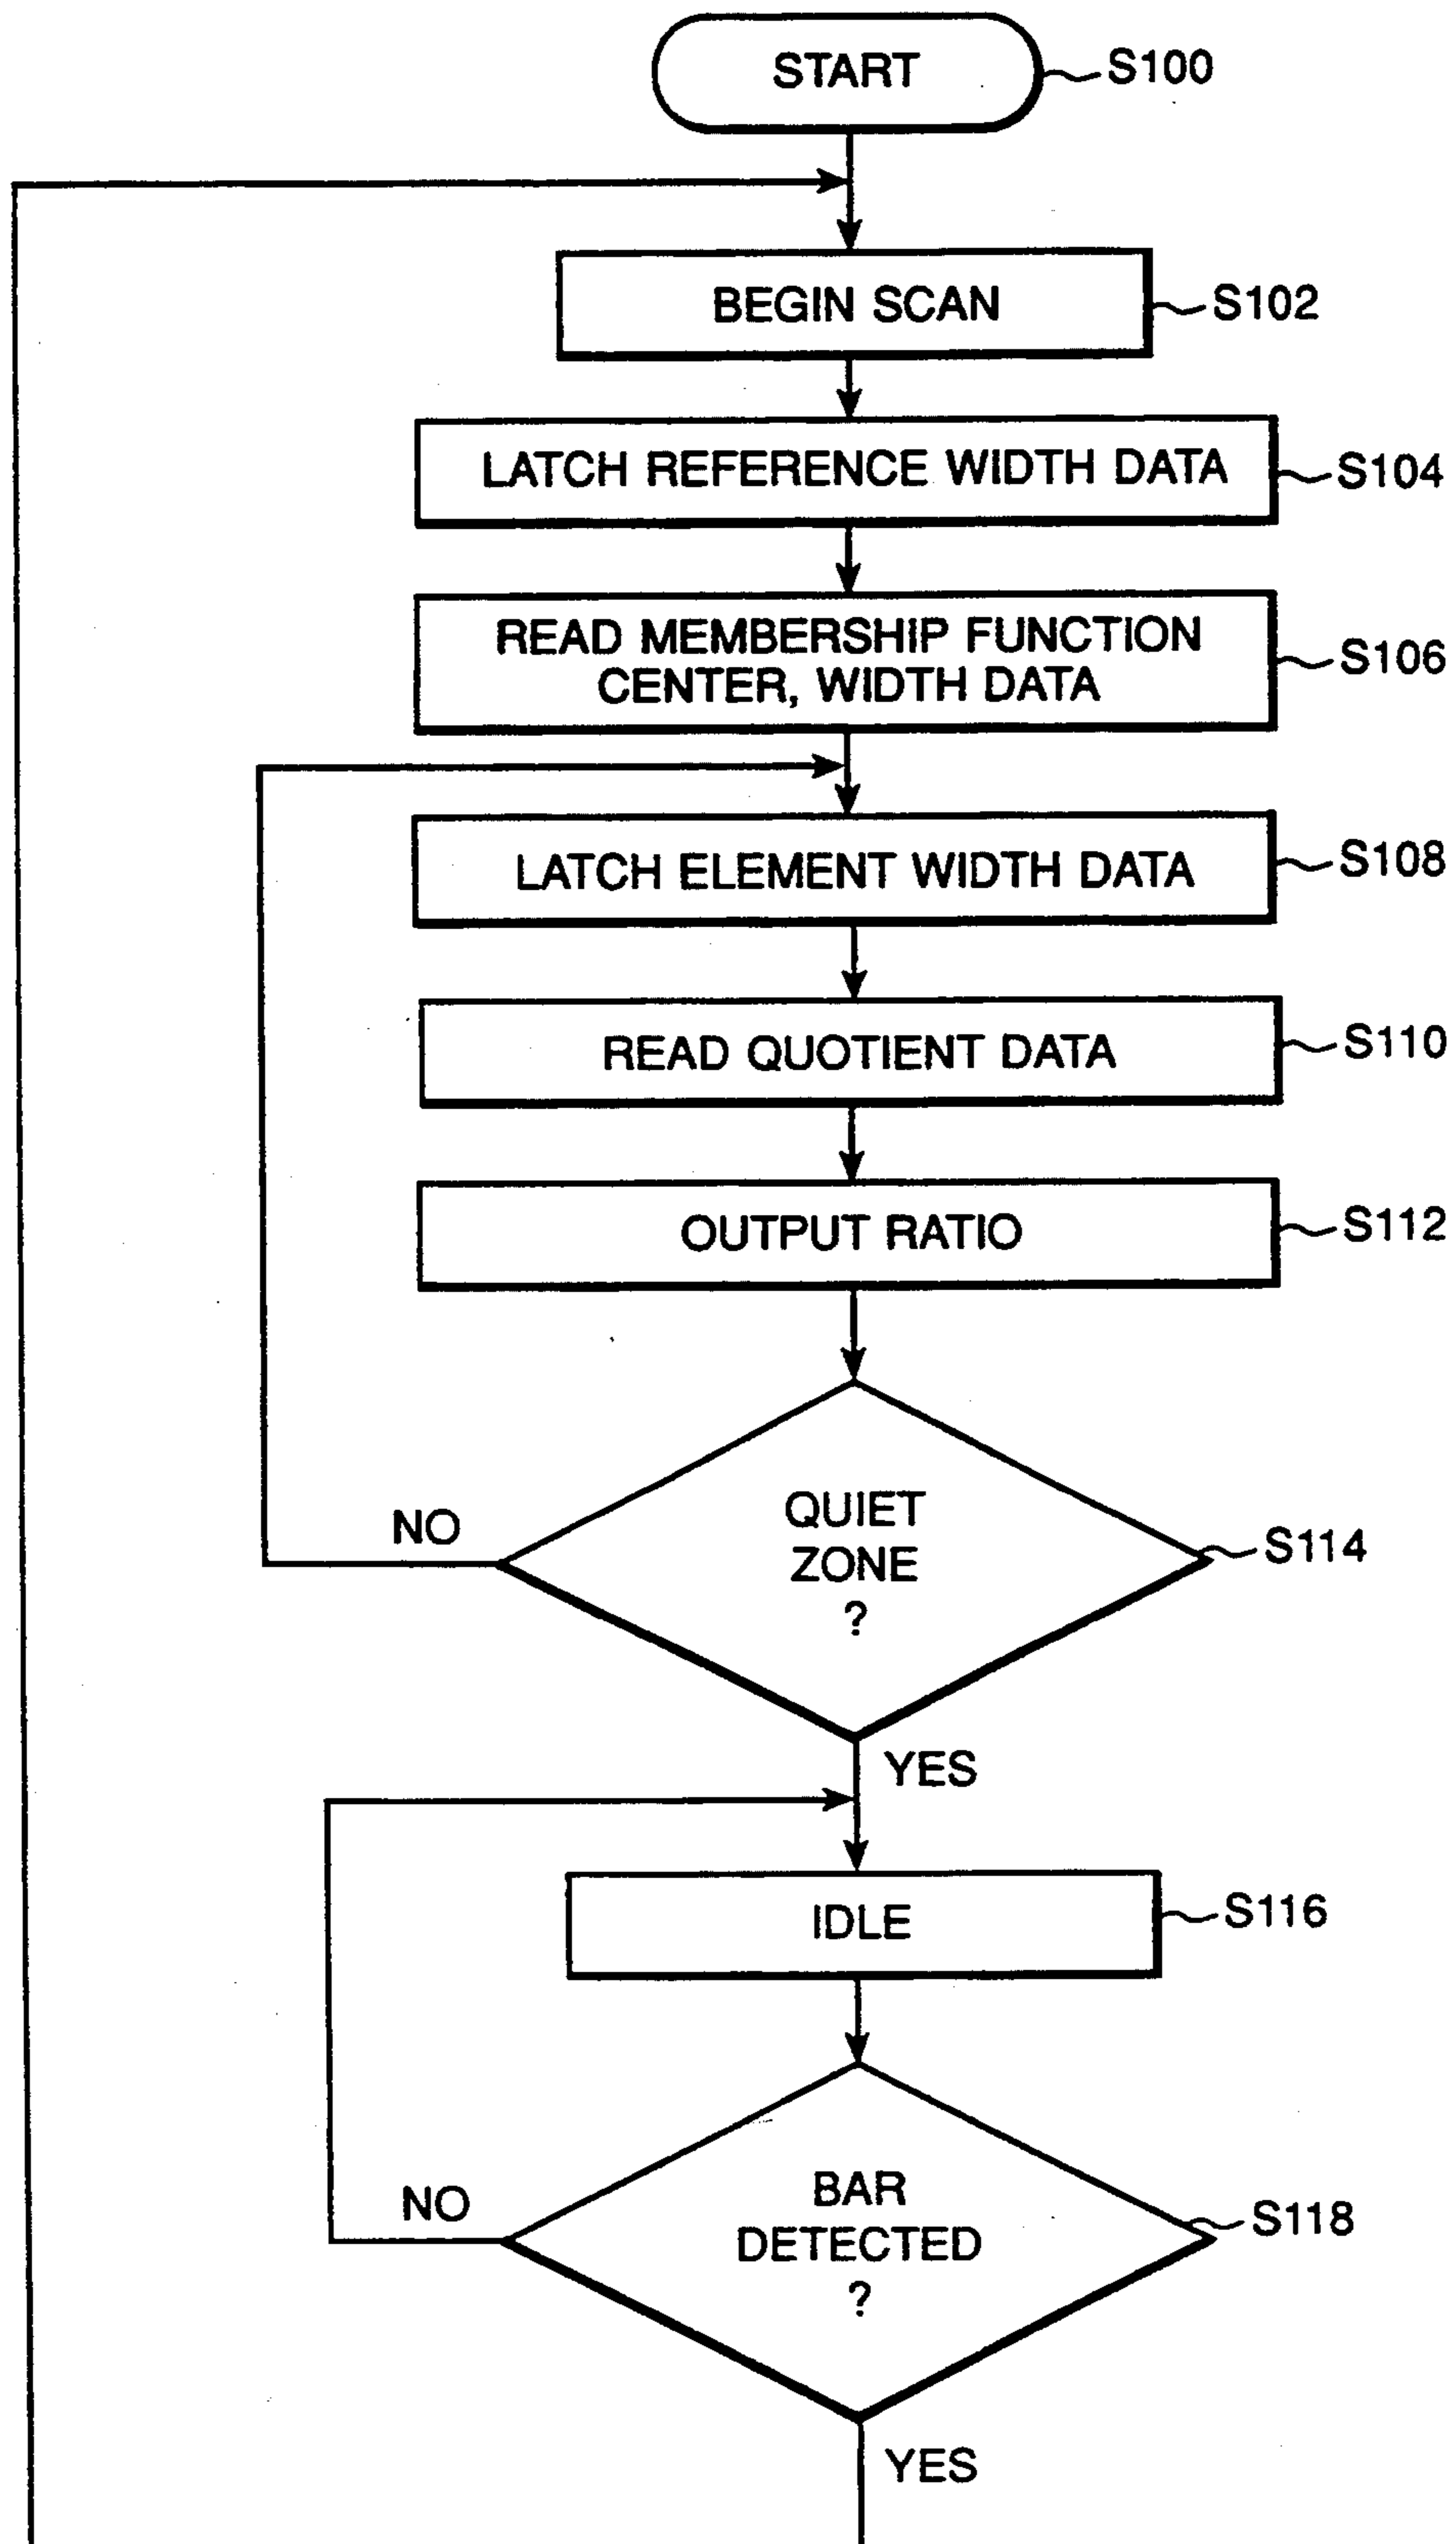 START
S100
BEGIN SCAN
S102
LATCH REFERENCE WIDTH DATA
S104
READ MEMBERSHIP FUNCTION
CENTER, WIDTH DATA
S106
LATCH ELEMENT WIDTH DATA
S108
READ QUOTIENT DATA
S110
OUTPUT RATIO
S112
QUIET
ZONE
?
S114
NO
YES
IDLE
S116
BAR
DETECTED
?
S118
NO
YES